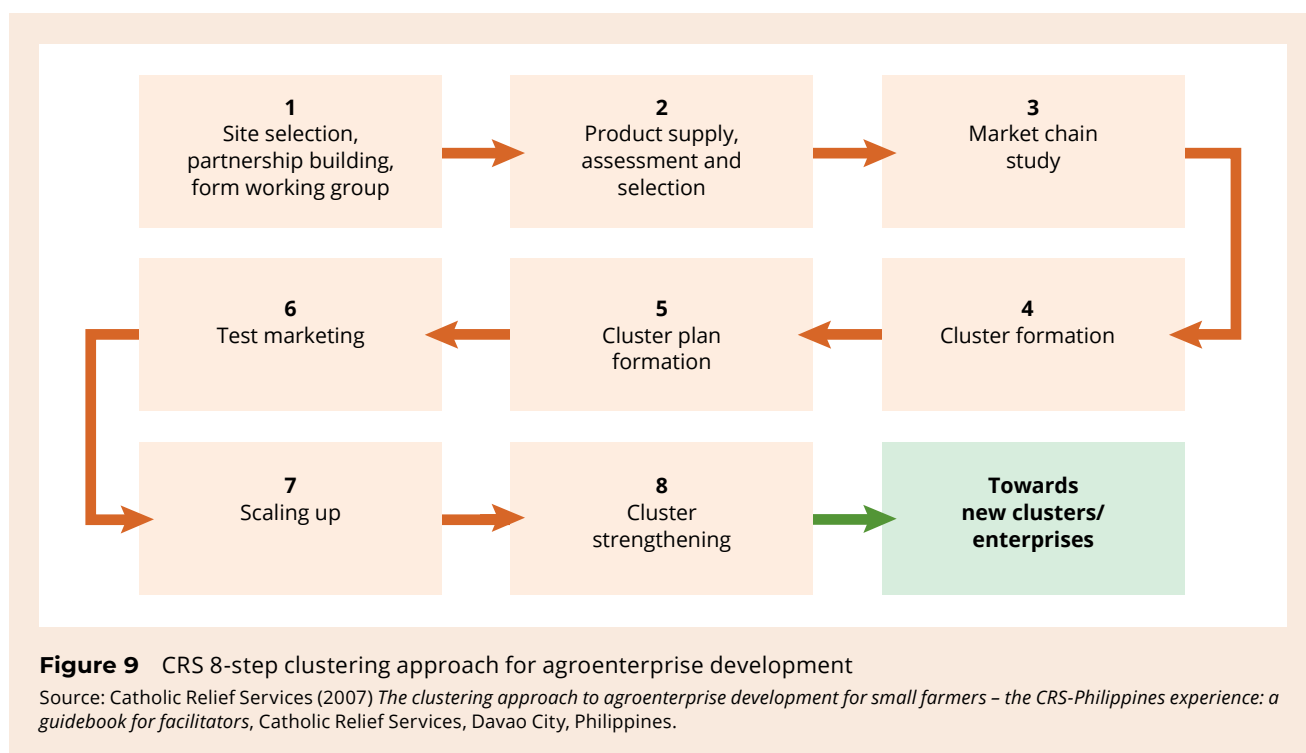 1
Site selection,
partnership building,
form working group
2
Product supply,
assessment and
selection
3
Market chain
study
4
Cluster formation
5
Cluster plan
formation
6
Test marketing
7
Scaling up
8
Cluster
strengthening
Towards
new clusters/
enterprises
Figure 9 CRS 8-step clustering approach for agroenterprise development
Source: Catholic Relief Services (2007) The clustering approach to agroenterprise development for small farmers – the CRS-Philippines experience: a
guidebook for facilitators, Catholic Relief Services, Davao City, Philippines.